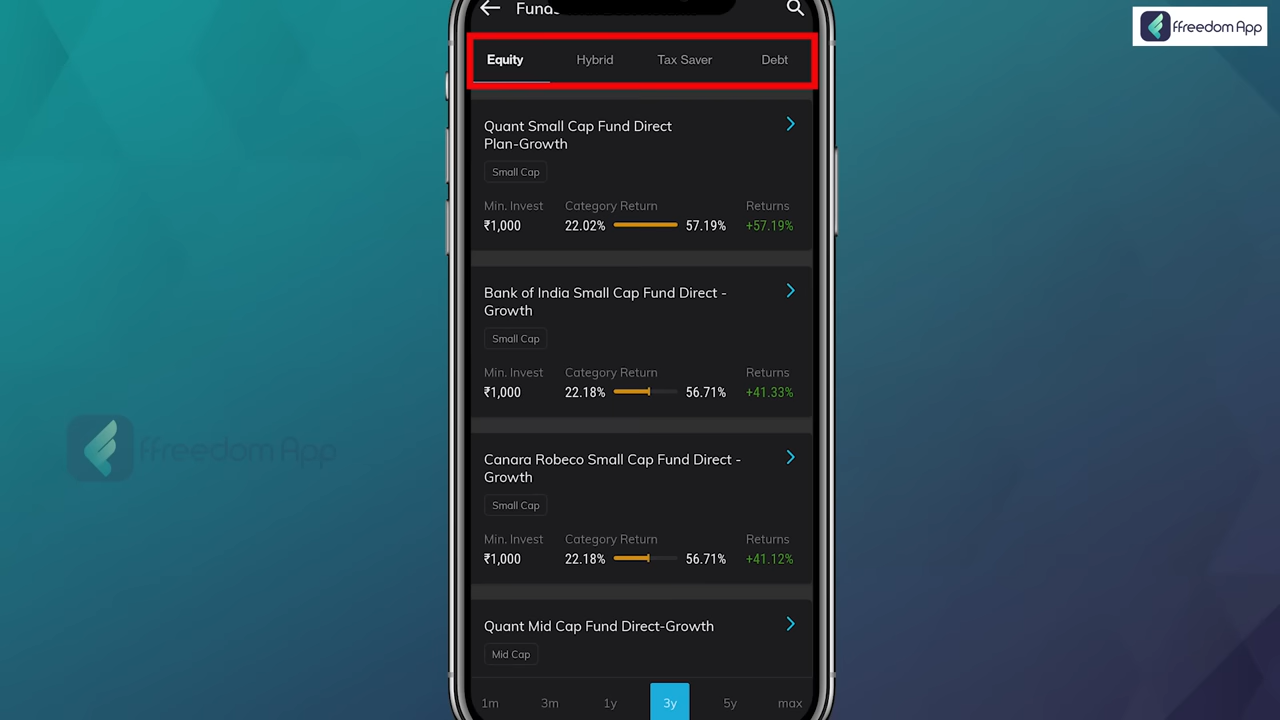 ffreedom App
Equity Hybrid Tax Saver Debt
Quant Small Cap Fund Direct
Plan-Growth
Small Cap
Min. Invest Category Return Returns
₹1,000 22.02% 57.19% +57.19%
Bank of India Small Cap Fund Direct -
Growth
Small Cap
Min. Invest Category Return Returns
₹1,000 22.18% 56.71% +41.33%
Canara Robeco Small Cap Fund Direct -
Growth
Small Cap
Min. Invest Category Return Returns
₹1,000 22.18% 56.71% +41.12%
ffreedom App
Quant Mid Cap Fund Direct-Growth
Mid Cap
1m 3m 1y 3y 5y max